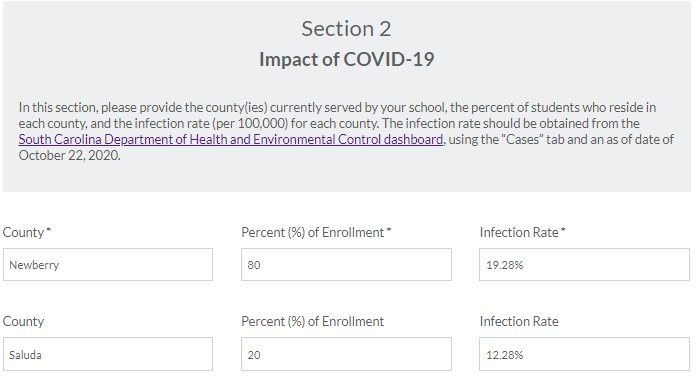 Section 2
Impact of COVID-19
In this section, please provide the county(ies) currently served by your school, the percent of students who reside in
each county, and the infection rate (per 100,000) for each county. The infection rate should be obtained from the
South Carolina Department of Health and Environmental Control dashboard, using the “Cases” tab and an as of date of
October 22, 2020.
County * Percent (%) of Enrollment * Infection Rate *
Newberry 80 19.28%
County Percent (%) of Enrollment Infection Rate
Saluda 20 12.28%